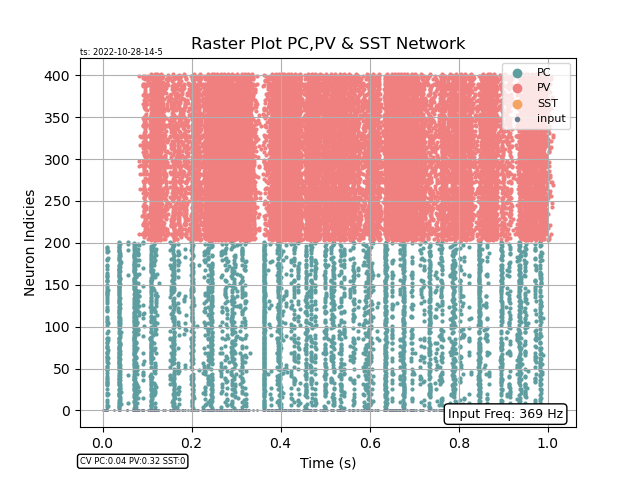 ts: 2022-10-28-14-5
Raster Plot PC,PV & SST Network
PC
PV
SST
input
400
350
300
250
200
150
100
50
0
Neuron Indicies
Input Freq: 369 Hz
0.0 0.2 0.4 0.6 0.8 1.0
Time (s)
CV PC:0.04 PV:0.32 SST:0